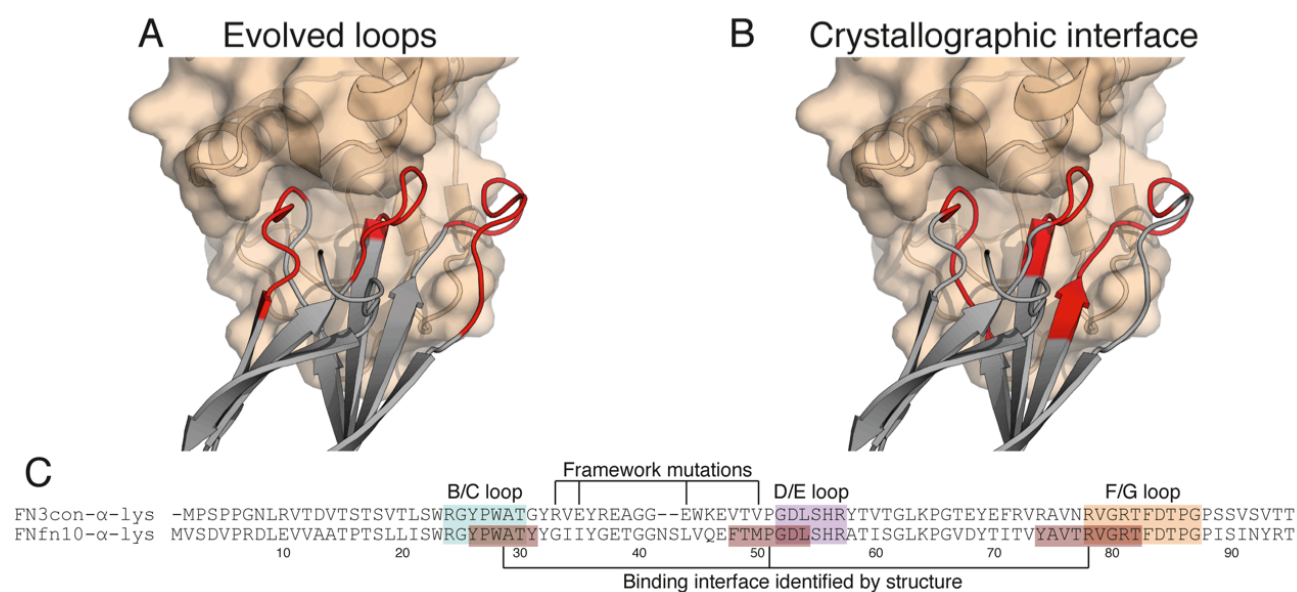 A Evolved loops
B Crystallographic interface
C
Framework mutations
B/C loop D/E loop F/G loop
FN3con-α-lys -MPSPPGNLRVTDVTSTSVTLSWRGYPWATGYRVEYREAGG--EWKEVTVPGDLSHRYTVTGLKPGTEYEFRVRAVNRVGRTFDTPGPSSVSVTT
FNfn10-α-lys MVSDVPRDLEVVAATPTSLLISWRGYPWATYYGIIYGETGGNSLVQEFTMPGDLSHRATISGLKPGVDYTITVYAVTRVGRTFDTPGPISINYRT
10 20 30 40 50 60 70 80 90
Binding interface identified by structure